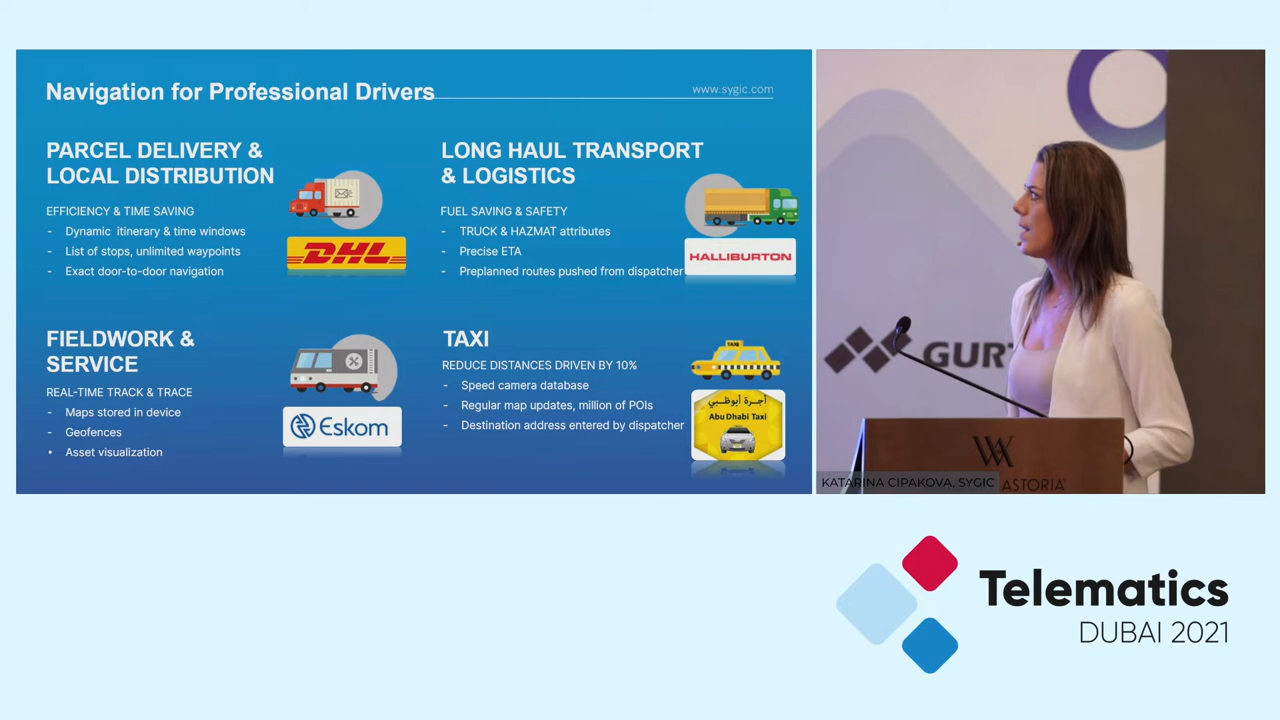 Navigation for Professional Drivers
www.sygic.com
PARCEL DELIVERY &
LOCAL DISTRIBUTION
EFFICIENCY & TIME SAVING
- Dynamic itinerary & time windows
- List of stops, unlimited waypoints
- Exact door-to-door navigation
DHL
LONG HAUL TRANSPORT
& LOGISTICS
FUEL SAVING & SAFETY
- TRUCK & HAZMAT attributes
- Precise ETA
- Preplanned routes pushed from dispatcher
HALLIBURTON
FIELDWORK &
SERVICE
REAL-TIME TRACK & TRACE
- Maps stored in device
- Geofences
• Asset visualization
Eskom
TAXI
REDUCE DISTANCES DRIVEN BY 10%
- Speed camera database
- Regular map updates, million of POIs
- Destination address entered by dispatcher
TAXI
أجرة أبوظبي
Abu Dhabi Taxi
GURT
WA
ASTORIA
KATARINA CIPAKOVA, SYGIC
Telematics
DUBAI 2021